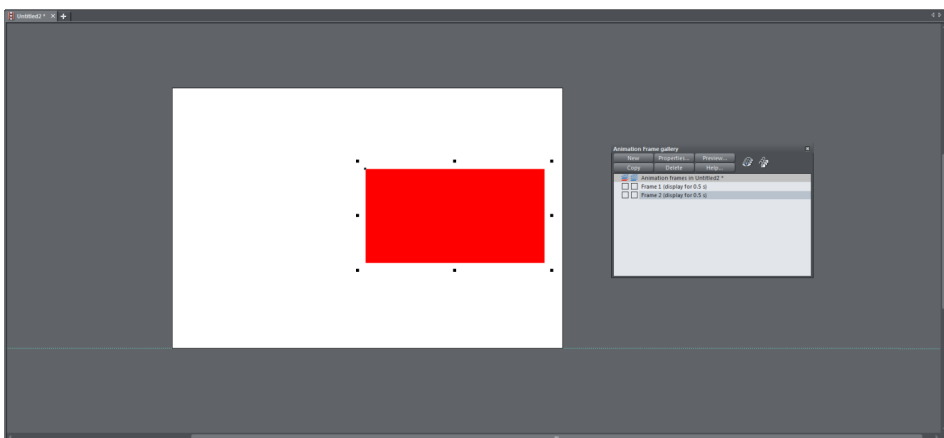 Untitled2 *
Animation Frame gallery
New Properties... Preview...
Copy Delete Help...
Animation frames in Untitled2 *
Frame 1 (display for 0.5 s)
Frame 2 (display for 0.5 s)